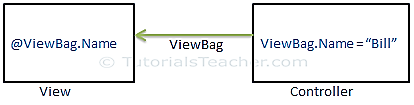 @ViewBag.Name
ViewBag
ViewBag.Name = "Bill"
© TutorialsTeacher.com
View
Controller